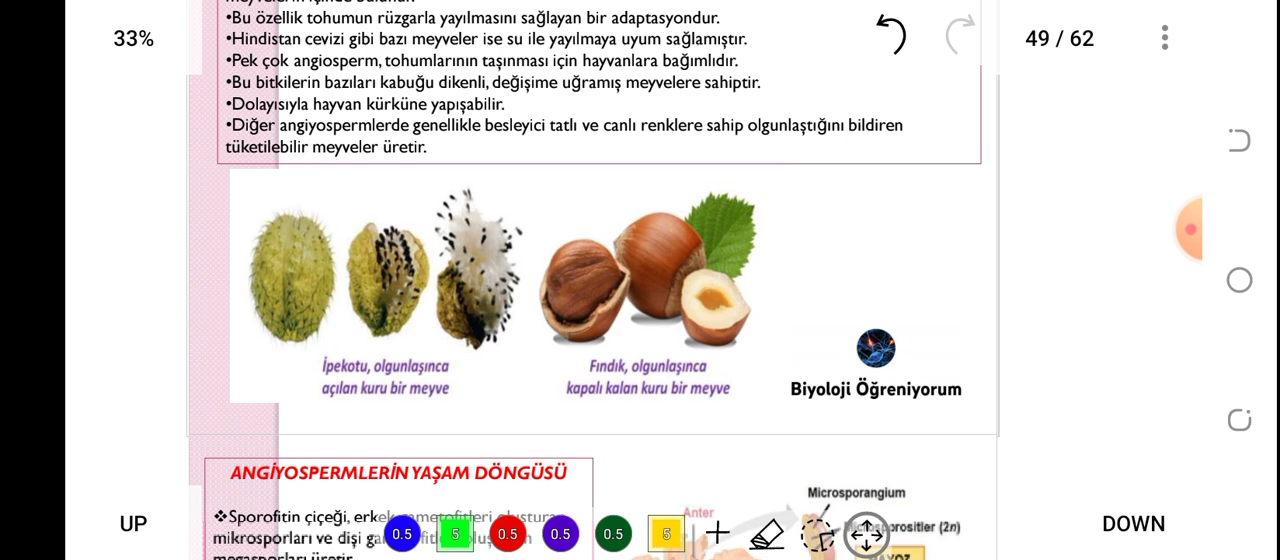 33%
49 / 62
•Bu özellik tohumun rüzgarla yayılmasını sağlayan bir adaptasyondur.
•Hindistan cevizi gibi bazı meyveler ise su ile yayılmaya uyum sağlamıştır.
•Pek çok angiosperm, tohumlarının taşınması için hayvanlara bağımlıdır.
•Bu bitkilerin bazıları kabuğu dikenli, değişime uğramış meyvelere sahiptir.
•Dolayısıyla hayvan kürküne yapışabilir.
•Diğer angiyospermlerde genellikle besleyici tatlı ve canlı renklere sahip olgunlaştığını bildiren
tüketilebilir meyveler üretir.
İpekotu, olgunlaşınca
açılan kuru bir meyve
Fındık, olgunlaşınca
kapalı kalan kuru bir meyve
Biyoloji Öğreniyorum
ANGİYOSPERMLERİN YAŞAM DÖNGÜSÜ
❖Sporofitin çiçeği,
mikrosporları ve dişi
megasporları üretir.
Microsporangium
Anter
(2n)
UP
0.5
5
0.5
0.5
0.5
5
DOWN